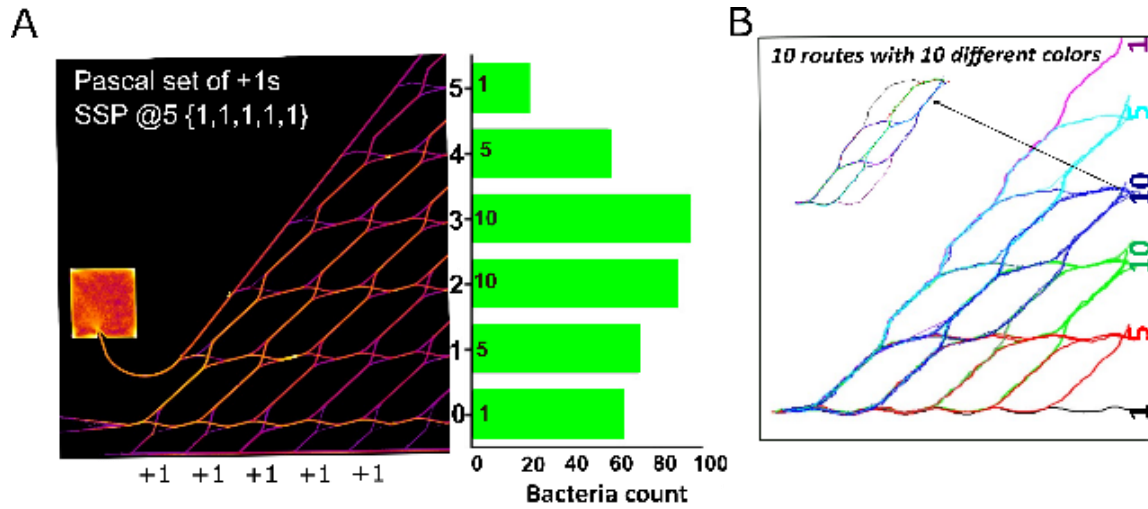 A
Pascal set of +1s
SSP @5 {1,1,1,1,1}
5 1
4 5
3 10
2 10
1 5
0 1
+1 +1 +1 +1 +1
0 20 40 60 80 100
Bacteria count
B
10 routes with 10 different colors
1
5
10
10
5
1